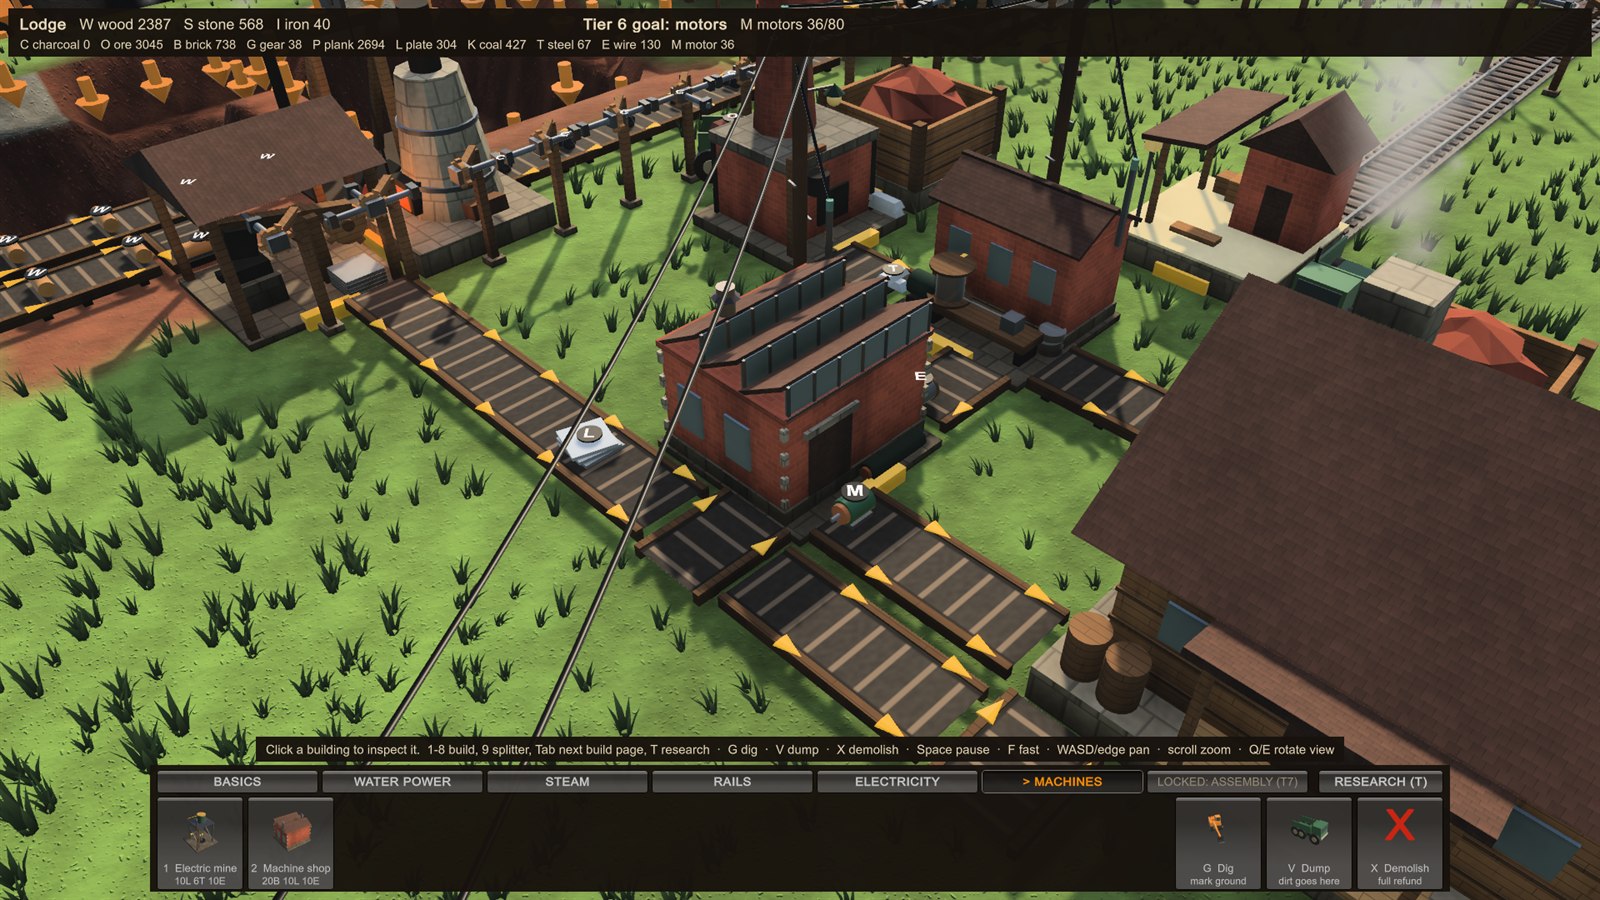 Lodge W wood 2387 S stone 568 I iron 40
Tier 6 goal: motors M motors 36/80
C charcoal 0 O ore 3045 B brick 738 G gear 38 P plank 2694 L plate 304 K coal 427 T steel 67 E wire 130 M motor 36
W
W
W
W
W
W
W
T
E
L
M
Click a building to inspect it. 1-8 build, 9 splitter, Tab next build page, T research · G dig · V dump · X demolish · Space pause · F fast · WASD/edge pan · scroll zoom · Q/E rotate view
BASICS
WATER POWER
STEAM
RAILS
ELECTRICITY
> MACHINES
LOCKED: ASSEMBLY (T7)
RESEARCH (T)
1 Electric mine
10L 6T 10E
2 Machine shop
20B 10L 10E
G Dig
mark ground
V Dump
dirt goes here
X Demolish
full refund